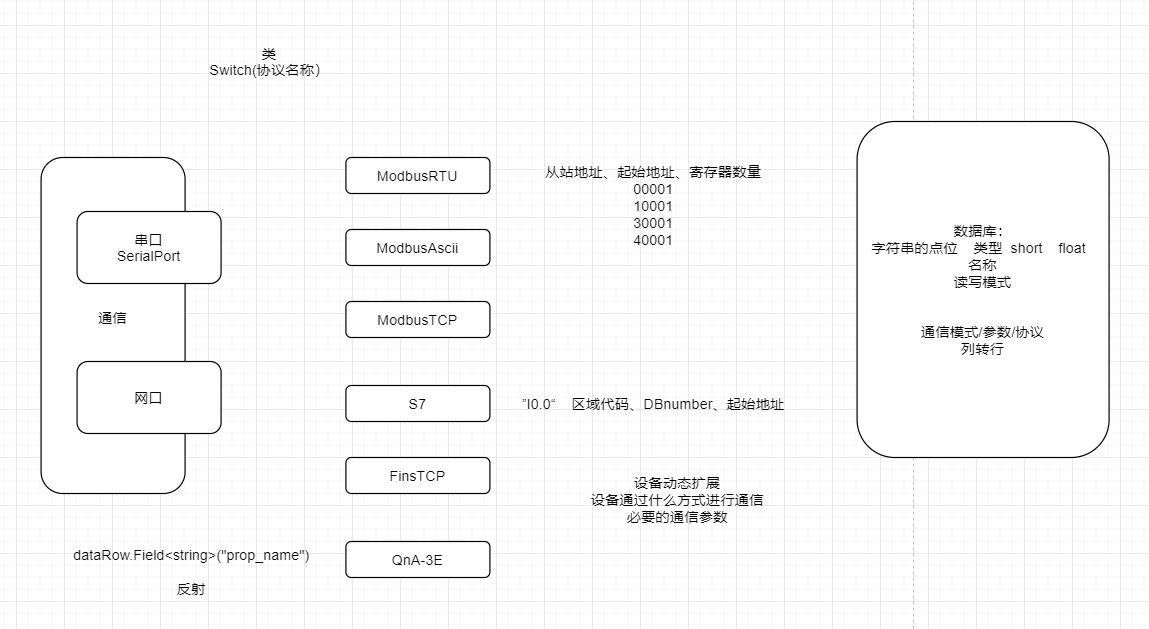 类
Switch(协议名称)
串口
SerialPort
通信
网口
dataRow.Field<string>("prop_name")
反射
ModbusRTU
ModbusAscii
ModbusTCP
S7
FinsTCP
QnA-3E
从站地址、起始地址、寄存器数量
00001
10001
30001
40001
”I0.0“ 区域代码、DBnumber、起始地址
设备动态扩展
设备通过什么方式进行通信
必要的通信参数
数据库：
字符串的点位 类型 short float
名称
读写模式
通信模式/参数/协议
列转行